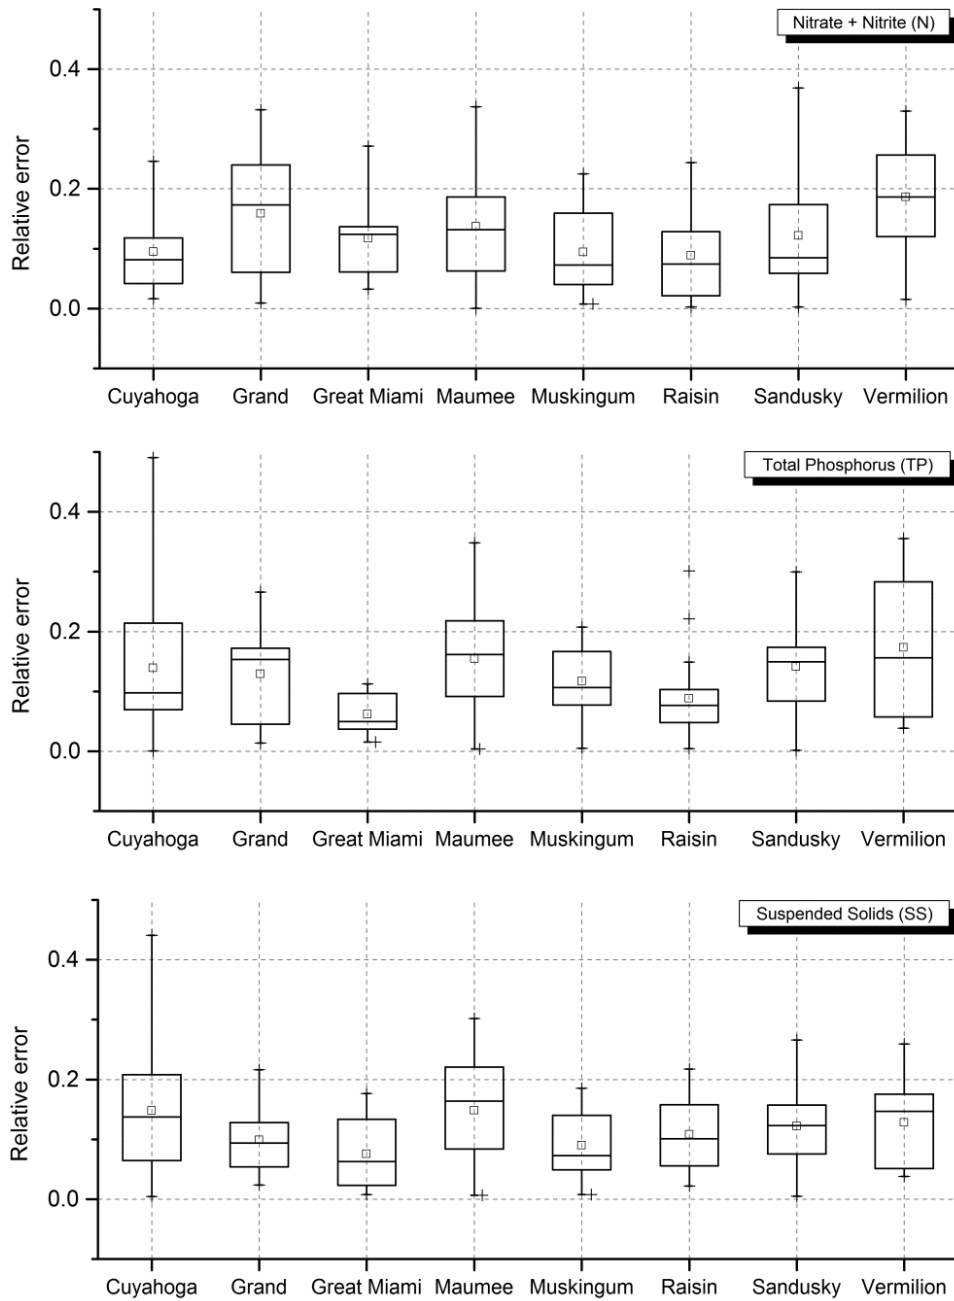 Nitrate + Nitrite (N)
Relative error
0.4
0.2
0.0
Cuyahoga Grand Great Miami Maumee Muskingum Raisin Sandusky Vermilion
Total Phosphorus (TP)
Relative error
0.4
0.2
0.0
Cuyahoga Grand Great Miami Maumee Muskingum Raisin Sandusky Vermilion
Suspended Solids (SS)
Relative error
0.4
0.2
0.0
Cuyahoga Grand Great Miami Maumee Muskingum Raisin Sandusky Vermilion